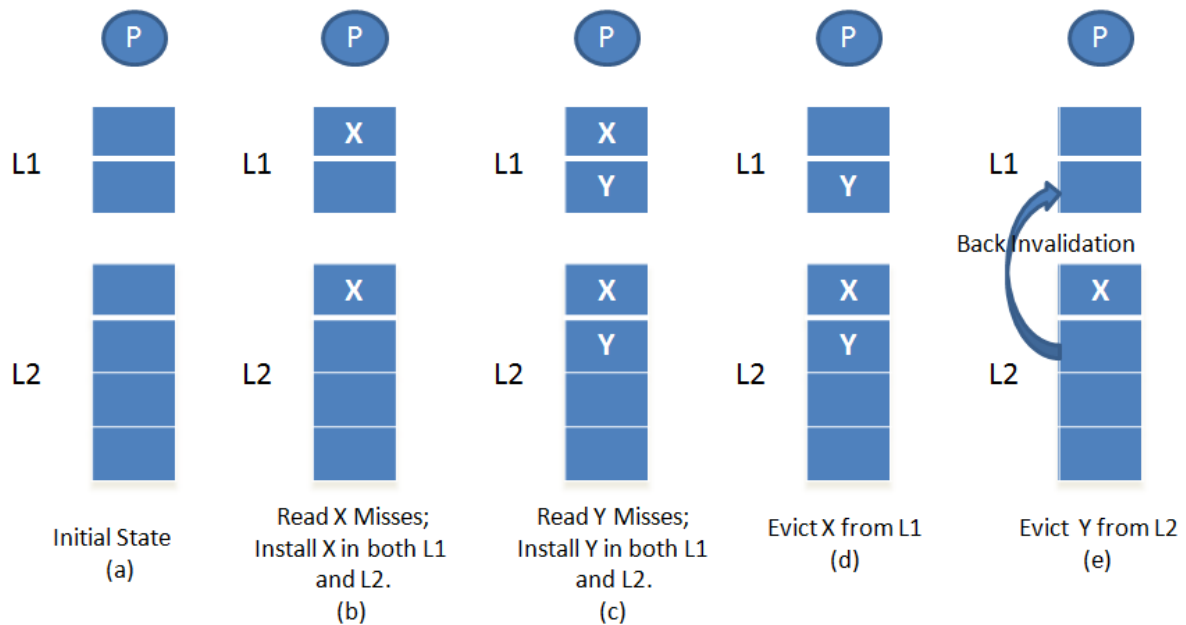 P
P
P
P
P
L1
L1
X
L1
X
Y
L1
Y
L1
Back Invalidation
L2
L2
X
L2
X
Y
L2
X
Y
L2
X
Initial State
(a)
Read X Misses;
Install X in both L1
and L2.
(b)
Read Y Misses;
Install Y in both L1
and L2.
(c)
Evict X from L1
(d)
Evict Y from L2
(e)